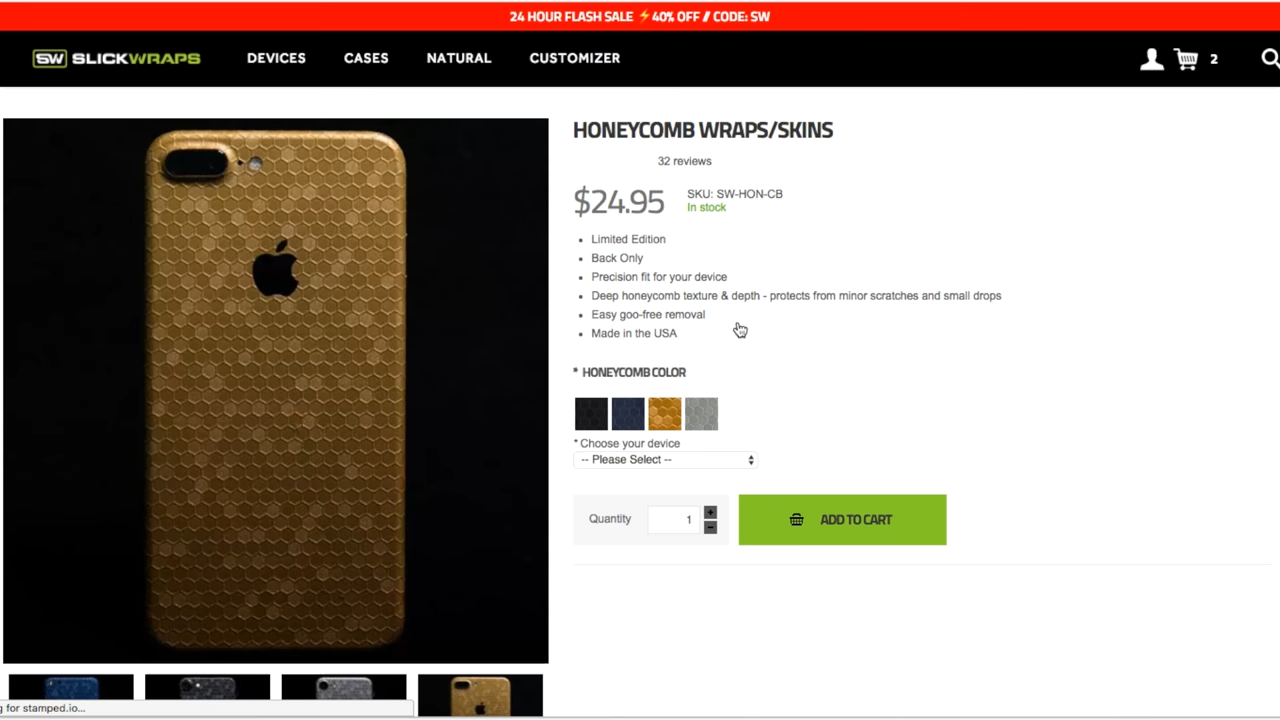 24 HOUR FLASH SALE ⚡40% OFF // CODE: SW
SW SLICKWRAPS
DEVICES
CASES
NATURAL
CUSTOMIZER
2
HONEYCOMB WRAPS/SKINS
32 reviews
$24.95
SKU: SW-HON-CB
In stock
• Limited Edition
• Back Only
• Precision fit for your device
• Deep honeycomb texture & depth - protects from minor scratches and small drops
• Easy goo-free removal
• Made in the USA
* HONEYCOMB COLOR
* Choose your device
-- Please Select --
Quantity
1
+
-
ADD TO CART
g for stamped.io...